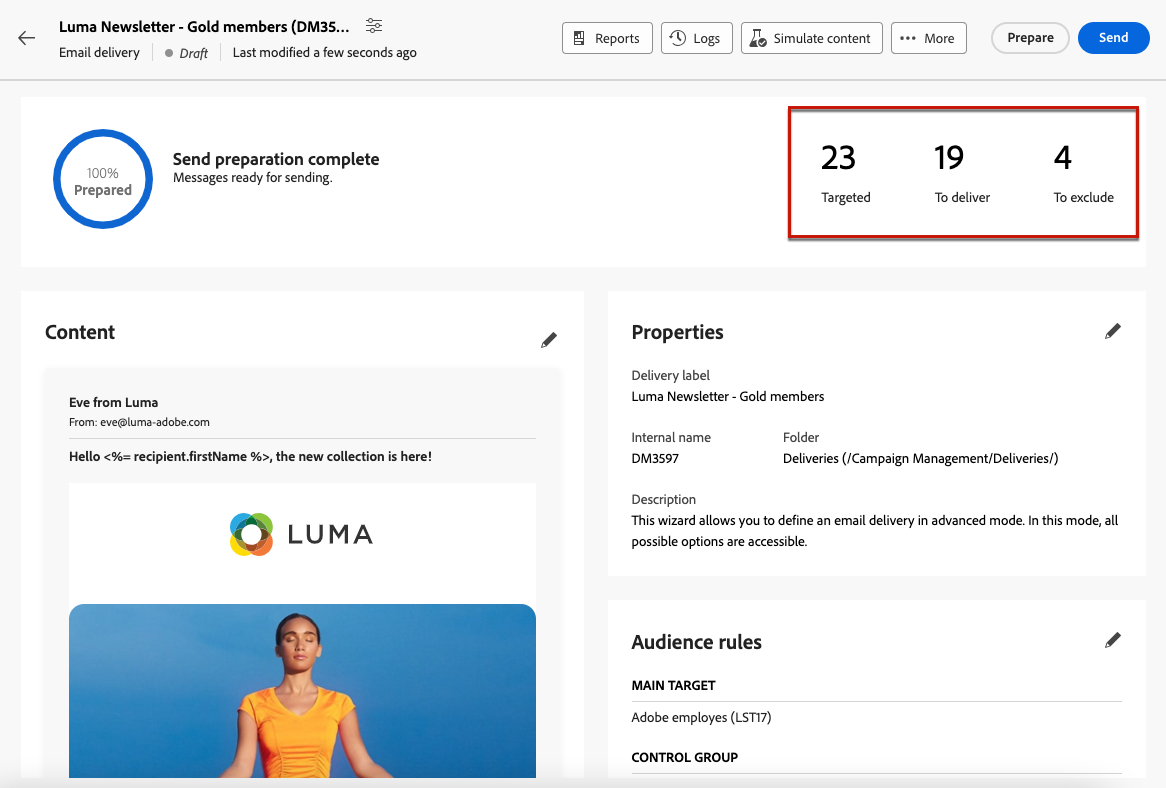 Luma Newsletter - Gold members (DM35...
Email delivery
Draft
Last modified a few seconds ago
Reports
Logs
Simulate content
More
Prepare
Send
100%
Prepared
Send preparation complete
Messages ready for sending.
23
Targeted
19
To deliver
4
To exclude
Content
Eve from Luma
From: eve@luma-adobe.com
Hello <%= recipient.firstName %>, the new collection is here!
LUMA
Properties
Delivery label
Luma Newsletter - Gold members
Internal name
DM3597
Folder
Deliveries (/Campaign Management/Deliveries/)
Description
This wizard allows you to define an email delivery in advanced mode. In this mode, all
possible options are accessible.
Audience rules
MAIN TARGET
Adobe employes (LST17)
CONTROL GROUP